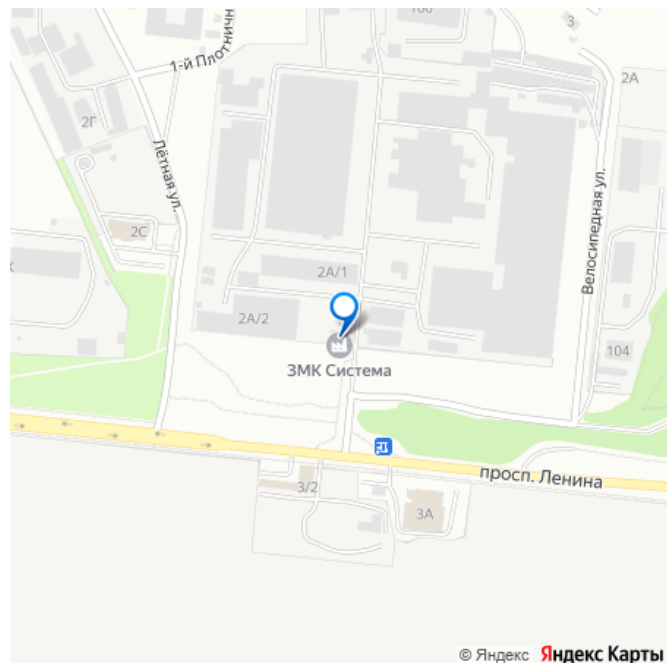 3
1-й Плотничн
2А
2Г
Лётная ул.
2С
Велосипедная ул.
2А/1
2А/2
104
ЗМК Система
просп. Ленина
3/2
3А
© Яндекс Яндекс Карты